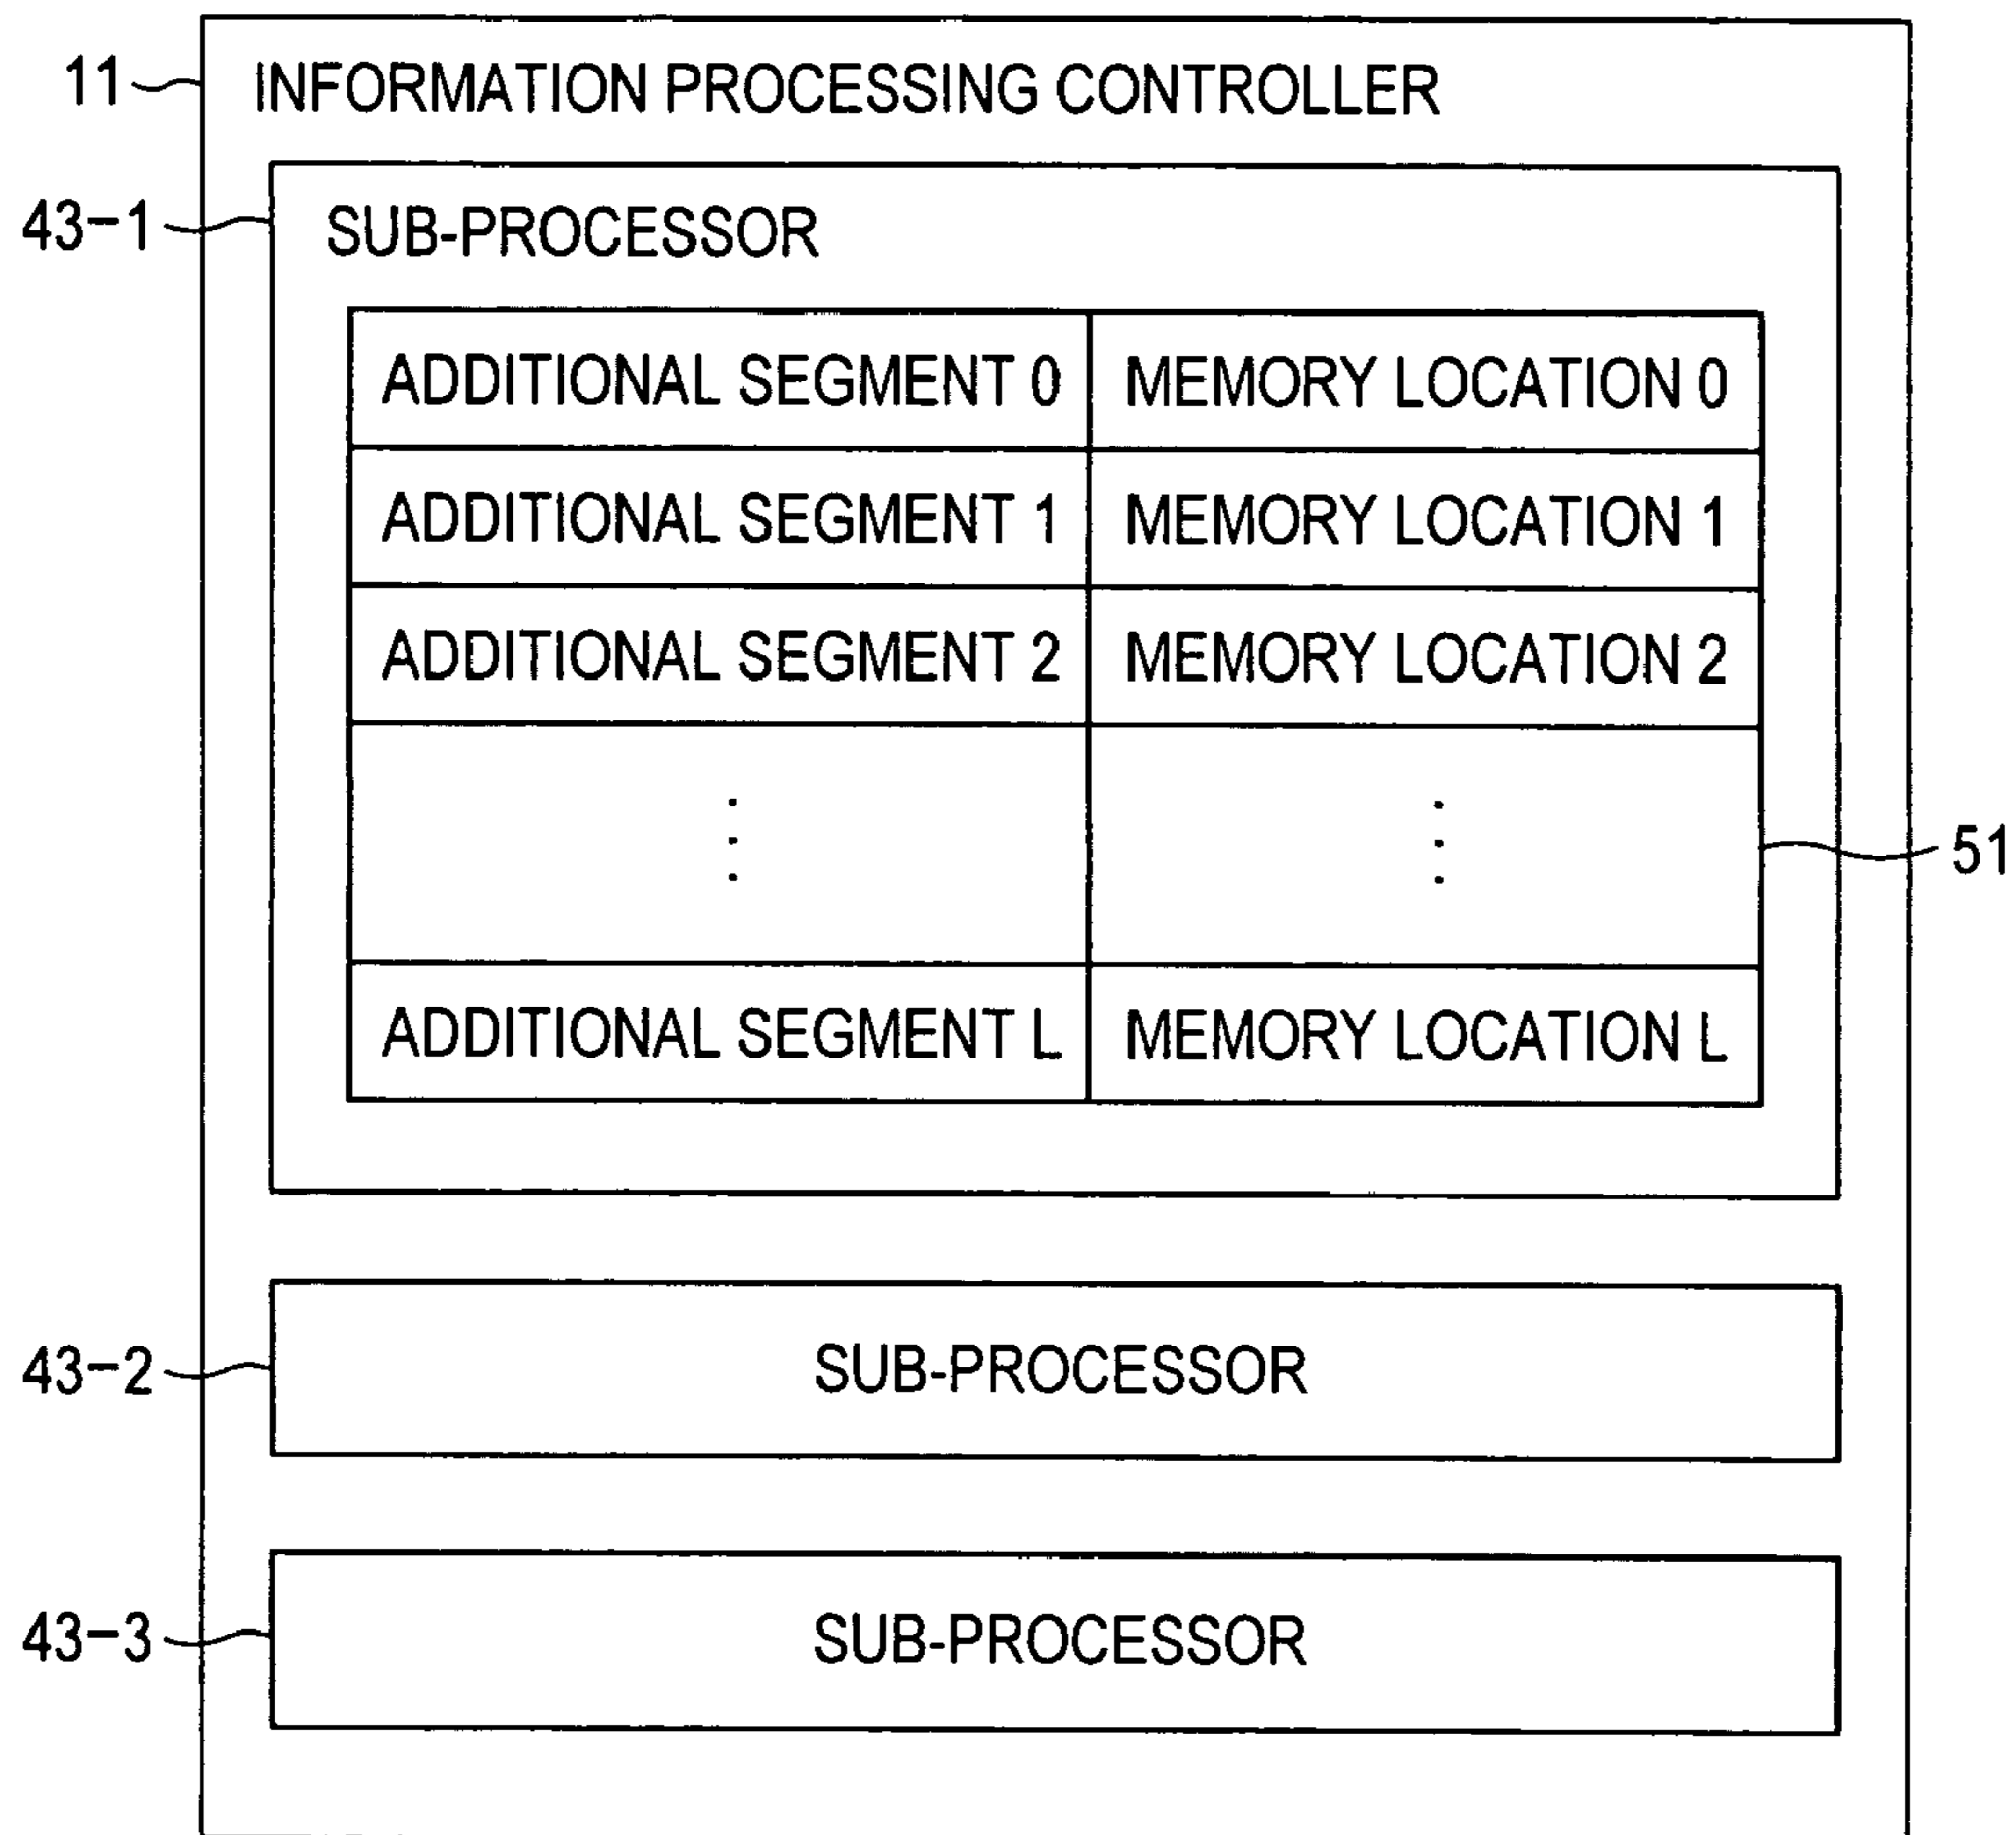 11
INFORMATION PROCESSING CONTROLLER
43-1
SUB-PROCESSOR
ADDITIONAL SEGMENT 0 MEMORY LOCATION 0
ADDITIONAL SEGMENT 1 MEMORY LOCATION 1
ADDITIONAL SEGMENT 2 MEMORY LOCATION 2
51
ADDITIONAL SEGMENT L MEMORY LOCATION L
43-2
SUB-PROCESSOR
43-3
SUB-PROCESSOR